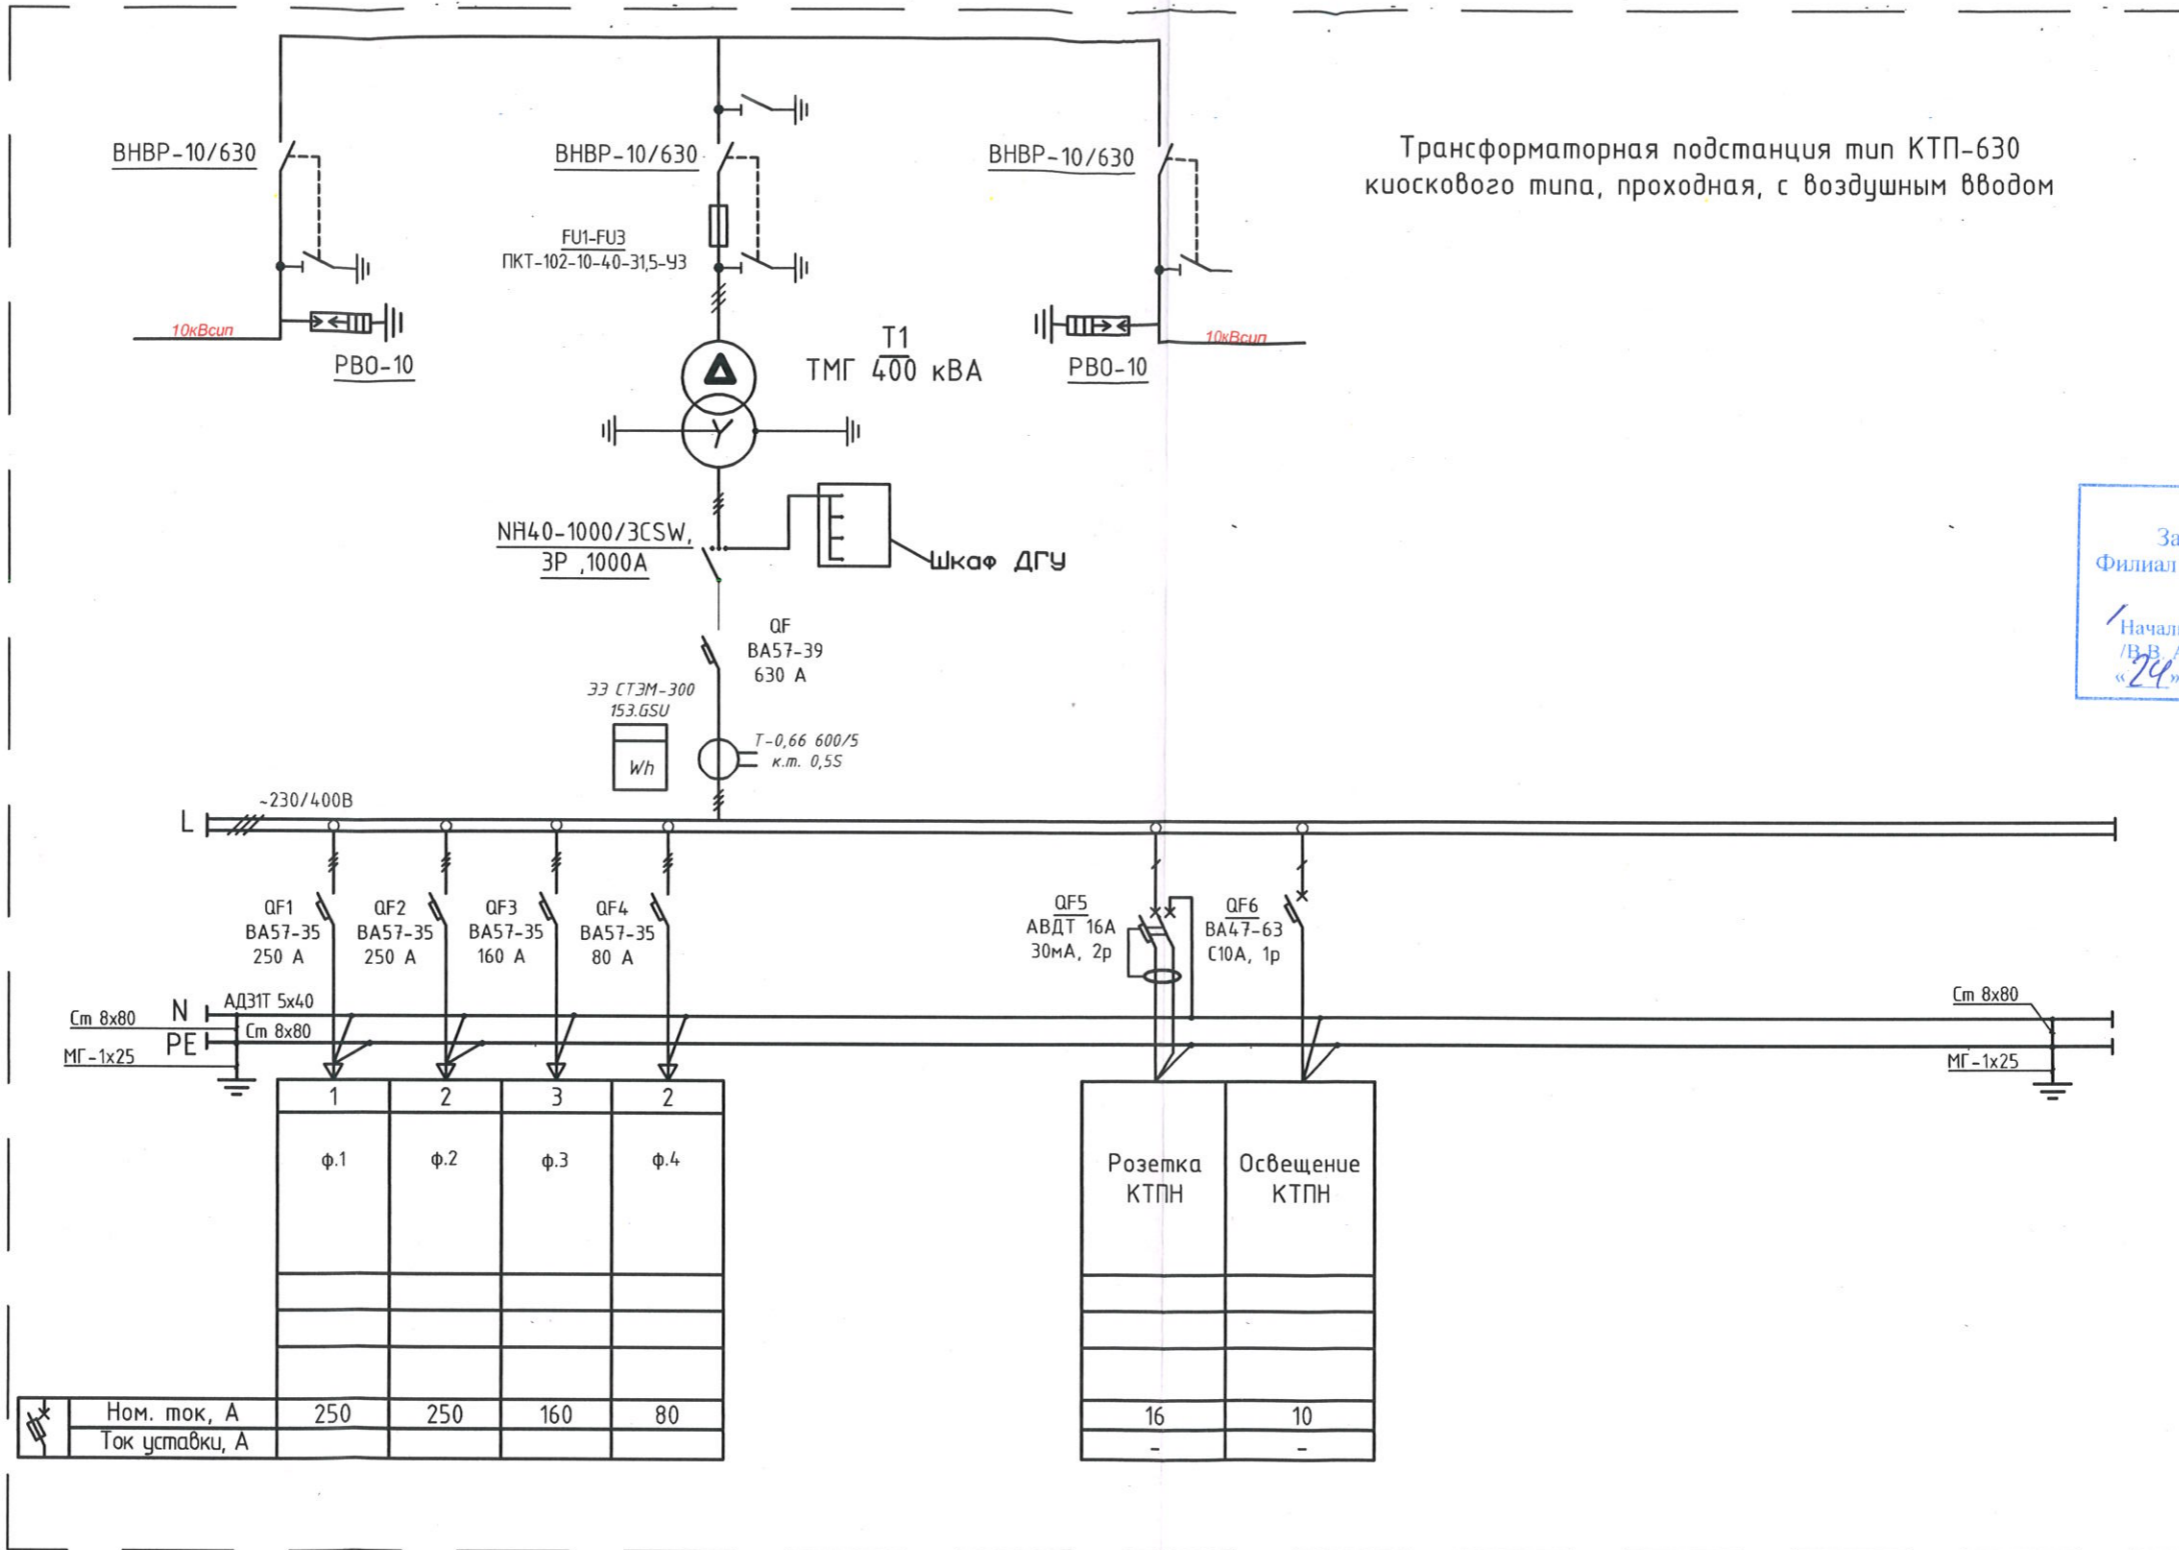 Трансформаторная подстанция тип КТП-630
киоскового типа, проходная, с воздушным вводом
ВНВР-10/630
ВНВР-10/630
ВНВР-10/630
FU1-FU3
ПКТ-102-10-40-31,5-У3
10кВсип
10кВсип
РВО-10
РВО-10
Т1
ТМГ 400 кВА
NH40-1000/3CSW,
3P ,1000А
Шкаф ДГУ
За
Филиал
/В.В. А
«24»
QF
ВА57-39
630 А
ЭЭ СТЭМ-300
153.GSU
Wh
Т-0,66 600/5
к.т. 0,5S
~230/400В
L
QF1
ВА57-35
250 А
QF2
ВА57-35
250 А
QF3
ВА57-35
160 А
QF4
ВА57-35
80 А
QF5
АВДТ 16А
30мА, 2р
QF6
ВА47-63
С10А, 1р
N
АД31Т 5х40
Ст 8х80
PE
Ст 8х80
МГ-1х25
Ст 8х80
МГ-1х25
1 2 3 2
ф.1 ф.2 ф.3 ф.4
Розетка
КТПН
Освещение
КТПН
Ном. ток, А 250 250 160 80 16 10
Ток уставки, А - -